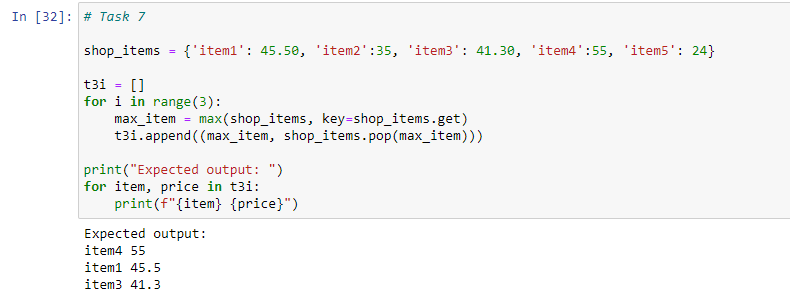 In [32]: # Task 7
shop_items = {'item1': 45.50, 'item2':35, 'item3': 41.30, 'item4':55, 'item5': 24}
t3i = []
for i in range(3):
    max_item = max(shop_items, key=shop_items.get)
    t3i.append((max_item, shop_items.pop(max_item)))
print("Expected output: ")
for item, price in t3i:
    print(f"{item} {price}")
Expected output:
item4 55
item1 45.5
item3 41.3